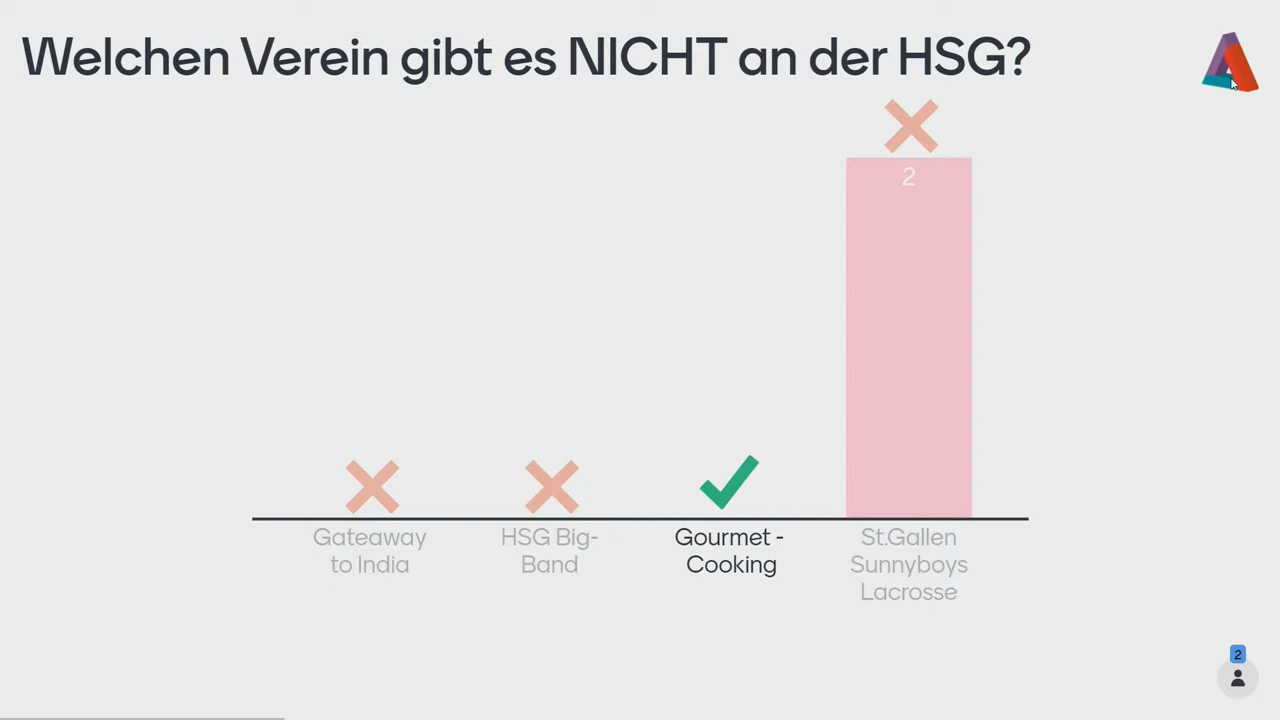 Welchen Verein gibt es NICHT an der HSG?
2
Gateaway
to India
HSG Big-
Band
Gourmet -
Cooking
St.Gallen
Sunnyboys
Lacrosse
2